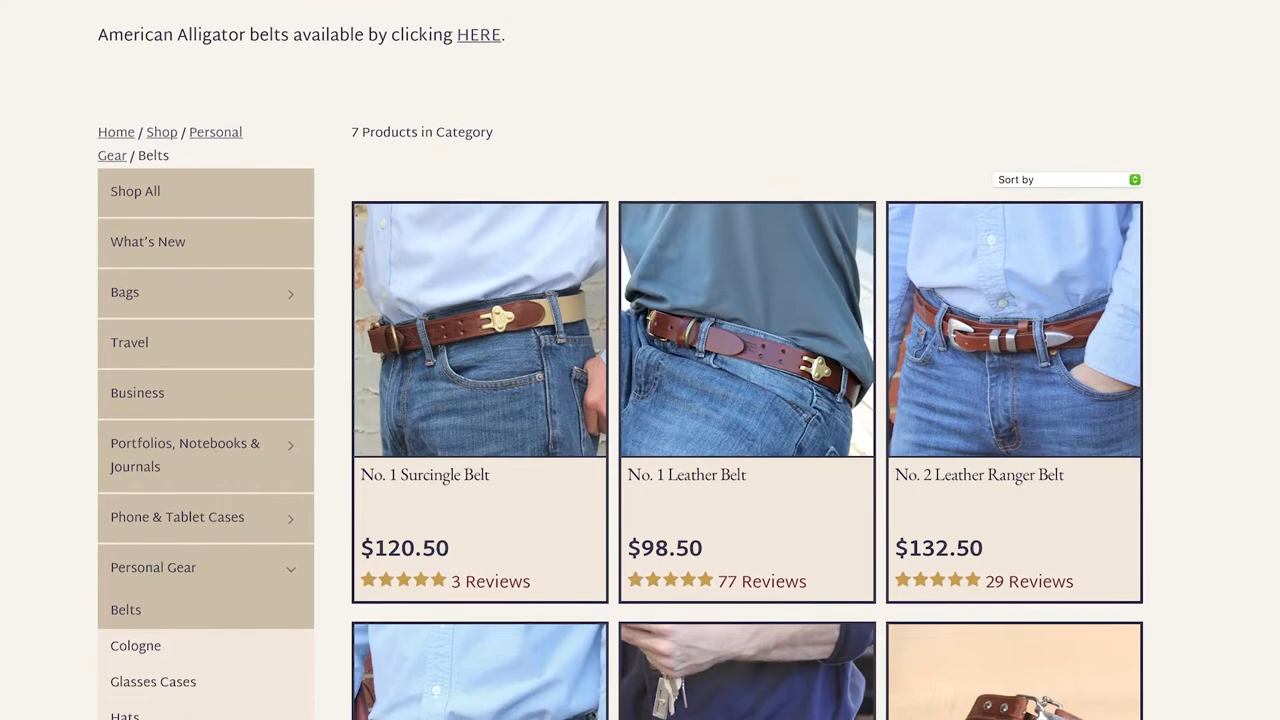 American Alligator belts available by clicking HERE.
Home / Shop / Personal
Gear / Belts
7 Products in Category
Sort by
Shop All
What's New
Bags
Travel
Business
Portfolios, Notebooks &
Journals
Phone & Tablet Cases
Personal Gear
Belts
Cologne
Glasses Cases
Hats
No. 1 Surcingle Belt
$120.50
3 Reviews
No. 1 Leather Belt
$98.50
77 Reviews
No. 2 Leather Ranger Belt
$132.50
29 Reviews